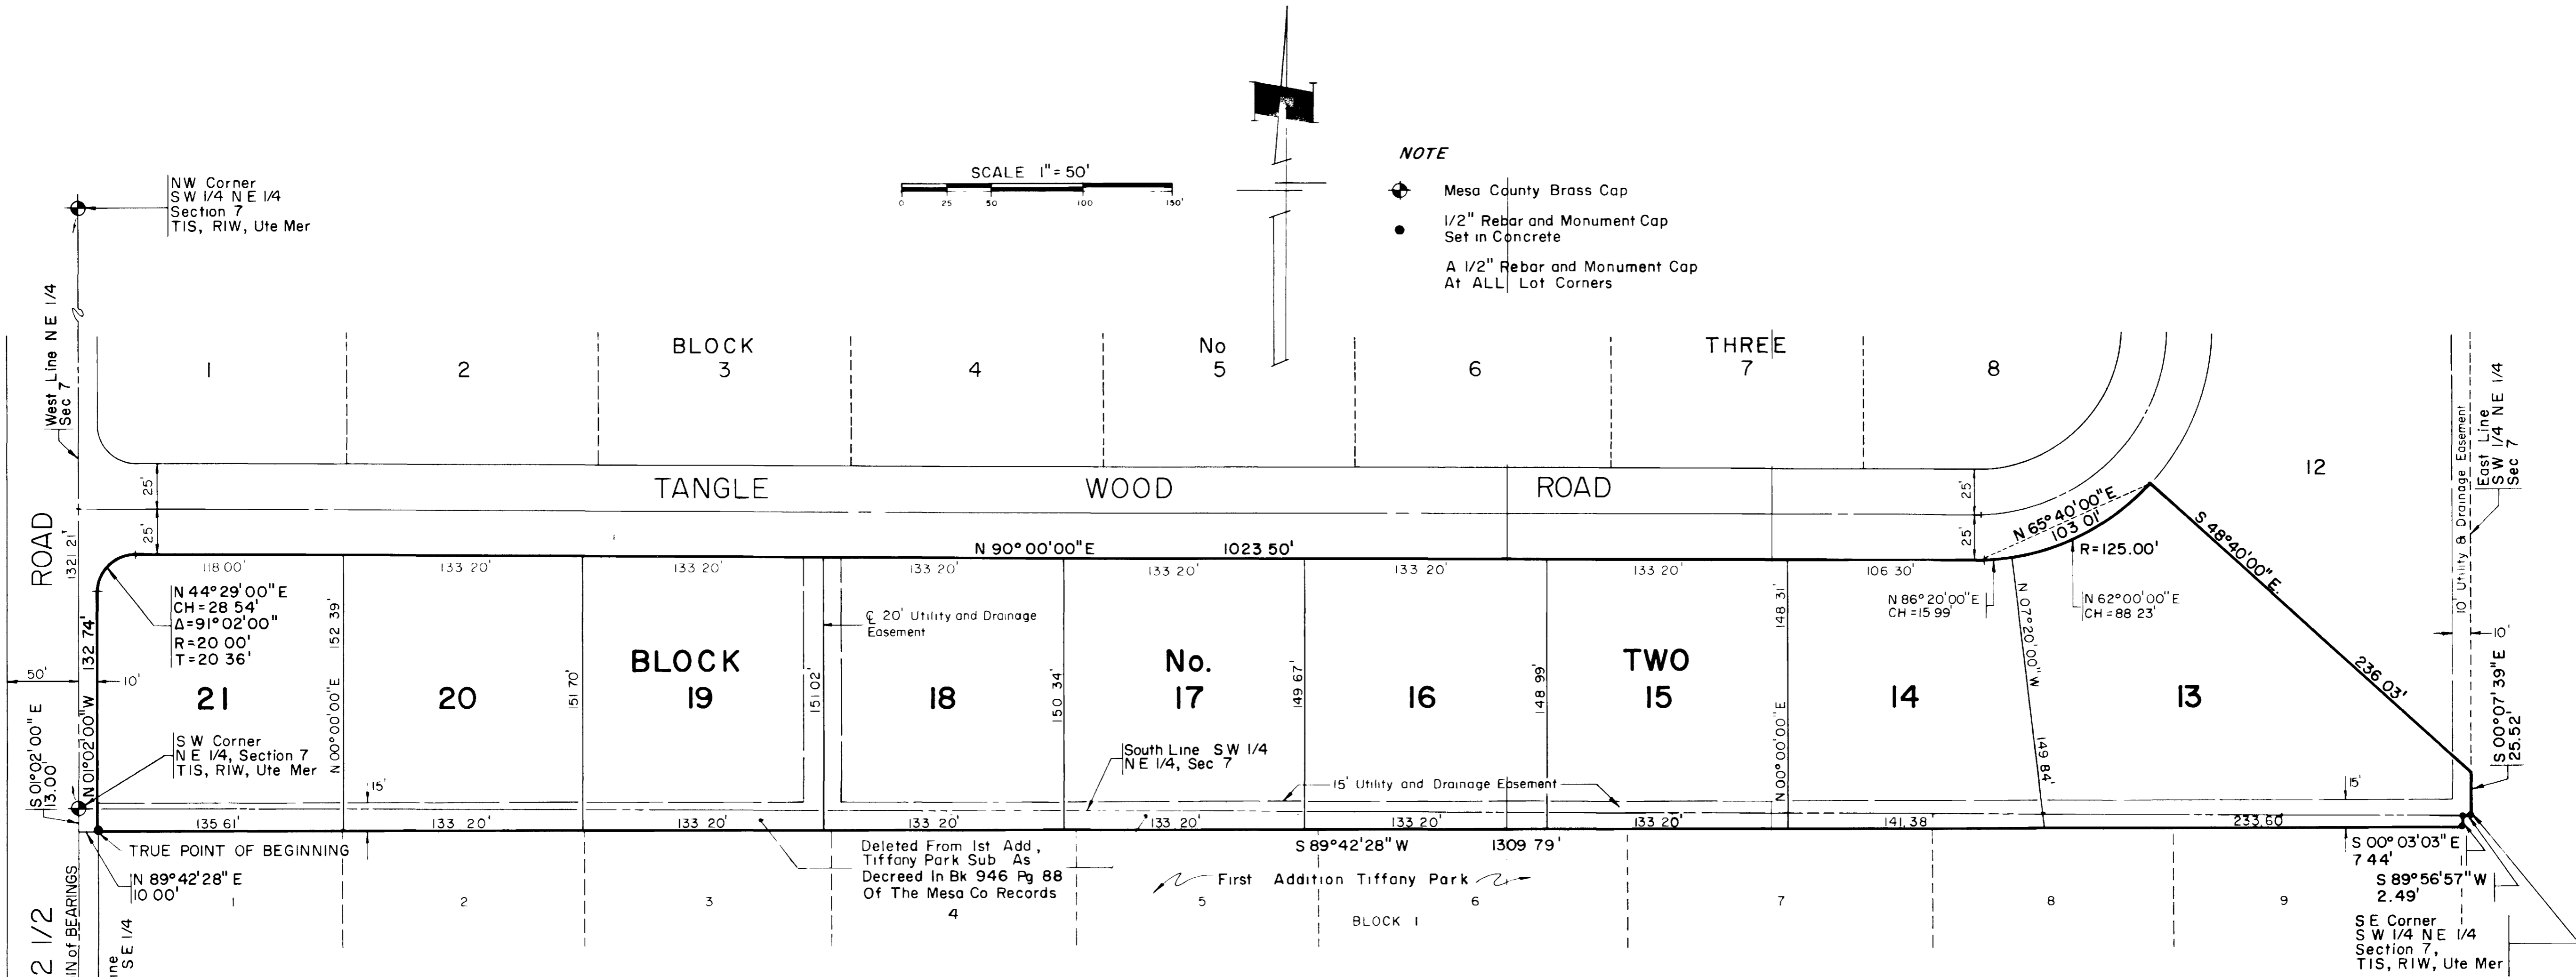 NW Corner
SW 1/4 NE 1/4
Section 7
T1S, R1W, Ute Mer
SCALE 1"=50'
0 25 50 100 150'
NOTE
Mesa County Brass Cap
1/2" Rebar and Monument Cap
Set in Concrete
A 1/2" Rebar and Monument Cap
At ALL Lot Corners
West Line NE 1/4
Sec 7
BLOCK No THREE
1 2 3 4 5 6 7 8
12
10' Utility & Drainage Easement
East Line
SW 1/4 NE 1/4
Sec 7
TANGLE WOOD ROAD
25'
25'
25'
25'
ROAD
1321 21'
N 90°00'00"E 1023 50'
N 65°40'00"E
103 01'
R=125.00'
S 48°40'00"E.
236 03'
118 00' 133 20' 133 20' 133 20' 133 20' 133 20' 133 20' 106 30'
N 44°29'00"E
CH=28 54'
Δ=91°02'00"
R=20 00'
T=20 36'
N 86°20'00"E
CH=15 99'
N 62°00'00"E
CH=88 23'
℄ 20' Utility and Drainage
Easement
N 01°02'00"W 132 74'
N 00°00'00"E 152 39'
151 70'
151 02'
150 34'
149 67'
148 99'
N 00°00'00"E 148 31'
N 07°20'00"W 149 84'
50'
10'
10'
BLOCK No. TWO
21 20 19 18 17 16 15 14 13
S 01°02'00"E
13.00'
SW Corner
NE 1/4, Section 7
T1S, R1W, Ute Mer
South Line SW 1/4
NE 1/4, Sec 7
15' Utility and Drainage Easement
15'
15'
S 00°07'39"E
25.52'
135 61' 133 20' 133 20' 133 20' 133 20' 133 20' 133 20' 141.38' 233.60'
TRUE POINT OF BEGINNING
N 89°42'28"E
10 00'
Deleted From 1st Add,
Tiffany Park Sub As
Decreed In Bk 946 Pg 88
Of The Mesa Co Records
S 89°42'28"W 1309 79'
First Addition Tiffany Park
S 00°03'03"E
7 44'
S 89°56'57"W
2.49'
SE Corner
SW 1/4 NE 1/4
Section 7,
T1S, R1W, Ute Mer
1 2 3 4 5 6 7 8 9
BLOCK 1
2 1/2
of BEARINGS
SE 1/4